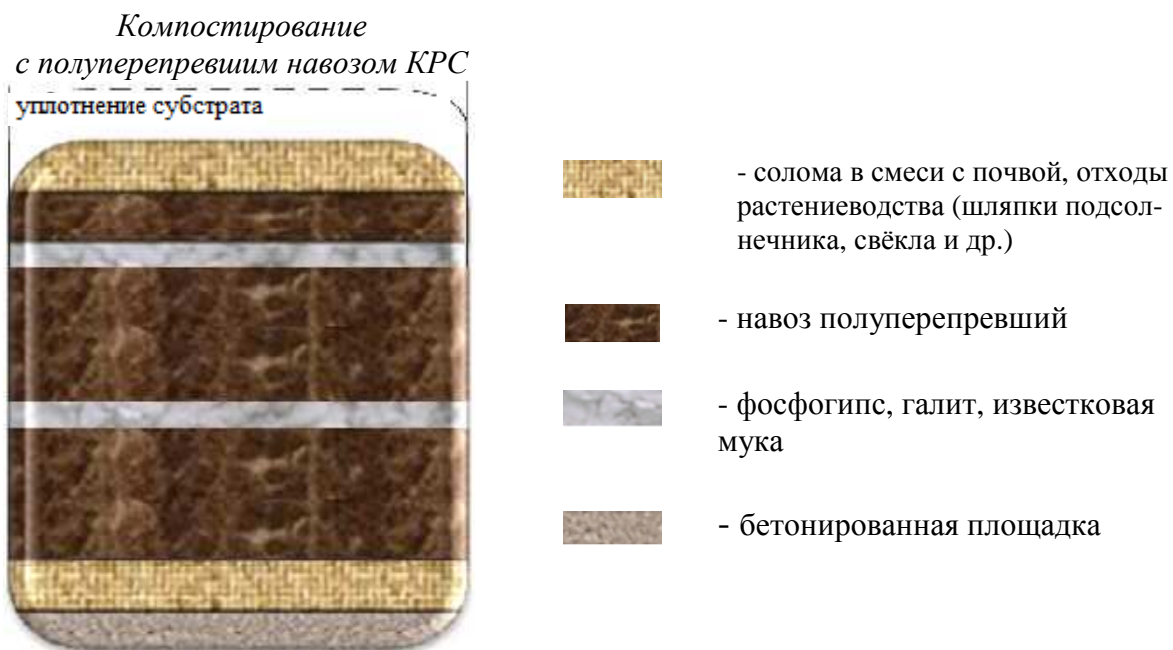 Компостирование
с полуперепревшим навозом КРС
уплотнение субстрата
- солома в смеси с почвой, отходы
растениеводства (шляпки подсол-
нечника, свёкла и др.)
- навоз полуперепревший
- фосфогипс, галит, известковая
мука
- бетонированная площадка